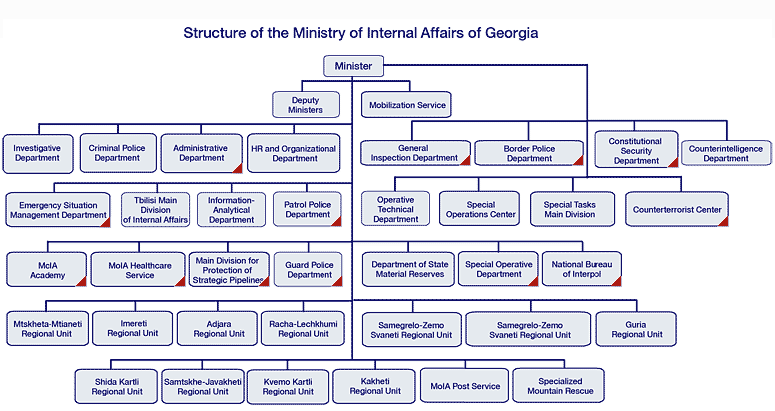 Structure of the Ministry of Internal Affairs of Georgia
Minister
Deputy
Ministers
Mobilization Service
Investigative
Department
Criminal Police
Department
Administrative
Department
HR and Organizational
Department
General
Inspection Department
Border Police
Department
Constitutional
Security
Department
Counterintelligence
Department
Emergency Situation
Management Department
Tbilisi Main
Division
of Internal Affairs
Information-
Analytical
Department
Patrol Police
Department
Operative
Technical
Department
Special
Operations Center
Special Tasks
Main Division
Counterterrorist Center
McIA
Academy
MoIA Healthcare
Service
Main Division for
Protection of
Strategic Pipelines
Guard Police
Department
Department of State
Material Reserves
Special Operative
Department
National Bureau
of Interpol
Mtskheta-Mtianeti
Regional Unit
Imereti
Regional Unit
Adjara
Regional Unit
Racha-Lechkhumi
Regional Unit
Samegrelo-Zemo
Svaneti Regional Unit
Samegrelo-Zemo
Svaneti Regional Unit
Guria
Regional Unit
Shida Kartli
Regional Unit
Samtskhe-Javakheti
Regional Unit
Kvemo Kartli
Regional Unit
Kakheti
Regional Unit
MoIA Post Service
Specialized
Mountain Rescue